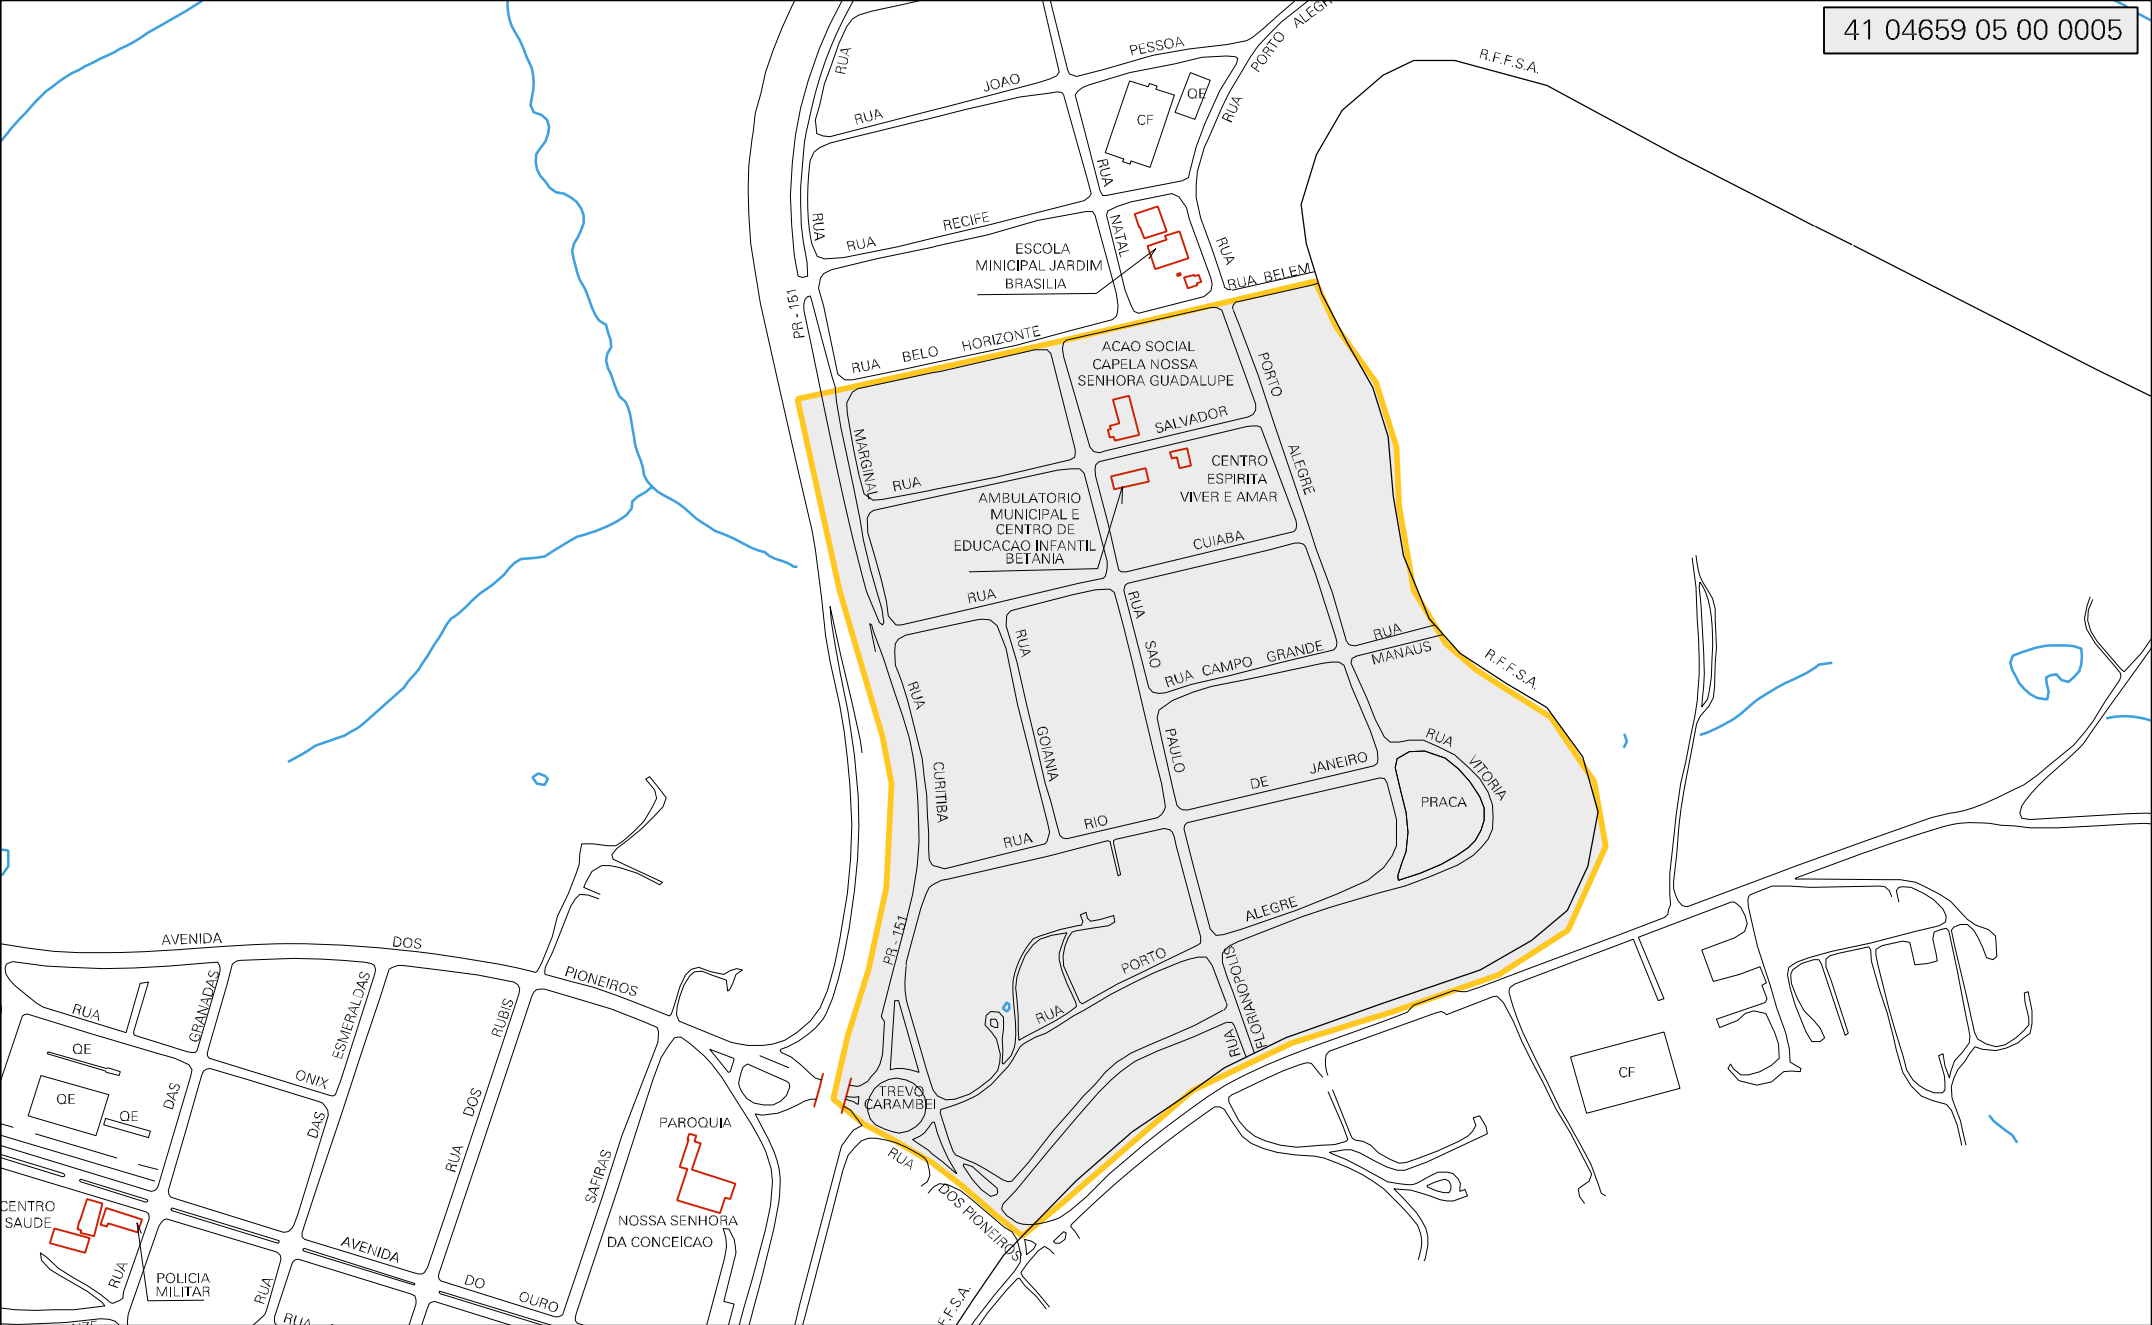 41 04659 05 00 0005
R.F.F.S.A.
RUA PORTO ALEGRE
RUA JOAO PESSOA
RUA
CF
QE
RUA
RUA RECIFE
RUA NATAL
RUA
ESCOLA
MINICIPAL JARDIM
BRASILIA
RUA BELEM
PR - 151
RUA BELO HORIZONTE
ACAO SOCIAL
CAPELA NOSSA
SENHORA GUADALUPE
PORTO ALEGRE
MARGINAL
RUA SALVADOR
CENTRO
ESPIRITA
VIVER E AMAR
AMBULATORIO
MUNICIPAL E
CENTRO DE
EDUCACAO INFANTIL
BETANIA
RUA CUIABA
RUA GOIANIA
RUA SAO PAULO
RUA CAMPO GRANDE
RUA MANAUS
R.F.F.S.A.
RUA CURITIBA
RUA RIO DE JANEIRO
RUA VITORIA
PRACA
RUA PORTO ALEGRE
RUA FLORIANOPOLIS
PR - 151
TREVO
CARAMBEI
RUA DOS PIONEIROS
R.F.F.S.A.
CF
AVENIDA DOS PIONEIROS
RUA DAS GRANADAS
RUA DAS ESMERALDAS
RUA DOS RUBIS
RUA ONIX
QE
QE
QE
SAFIRAS
PAROQUIA
NOSSA SENHORA
DA CONCEICAO
CENTRO
SAUDE
POLICIA
MILITAR
AVENIDA DO OURO
RUA